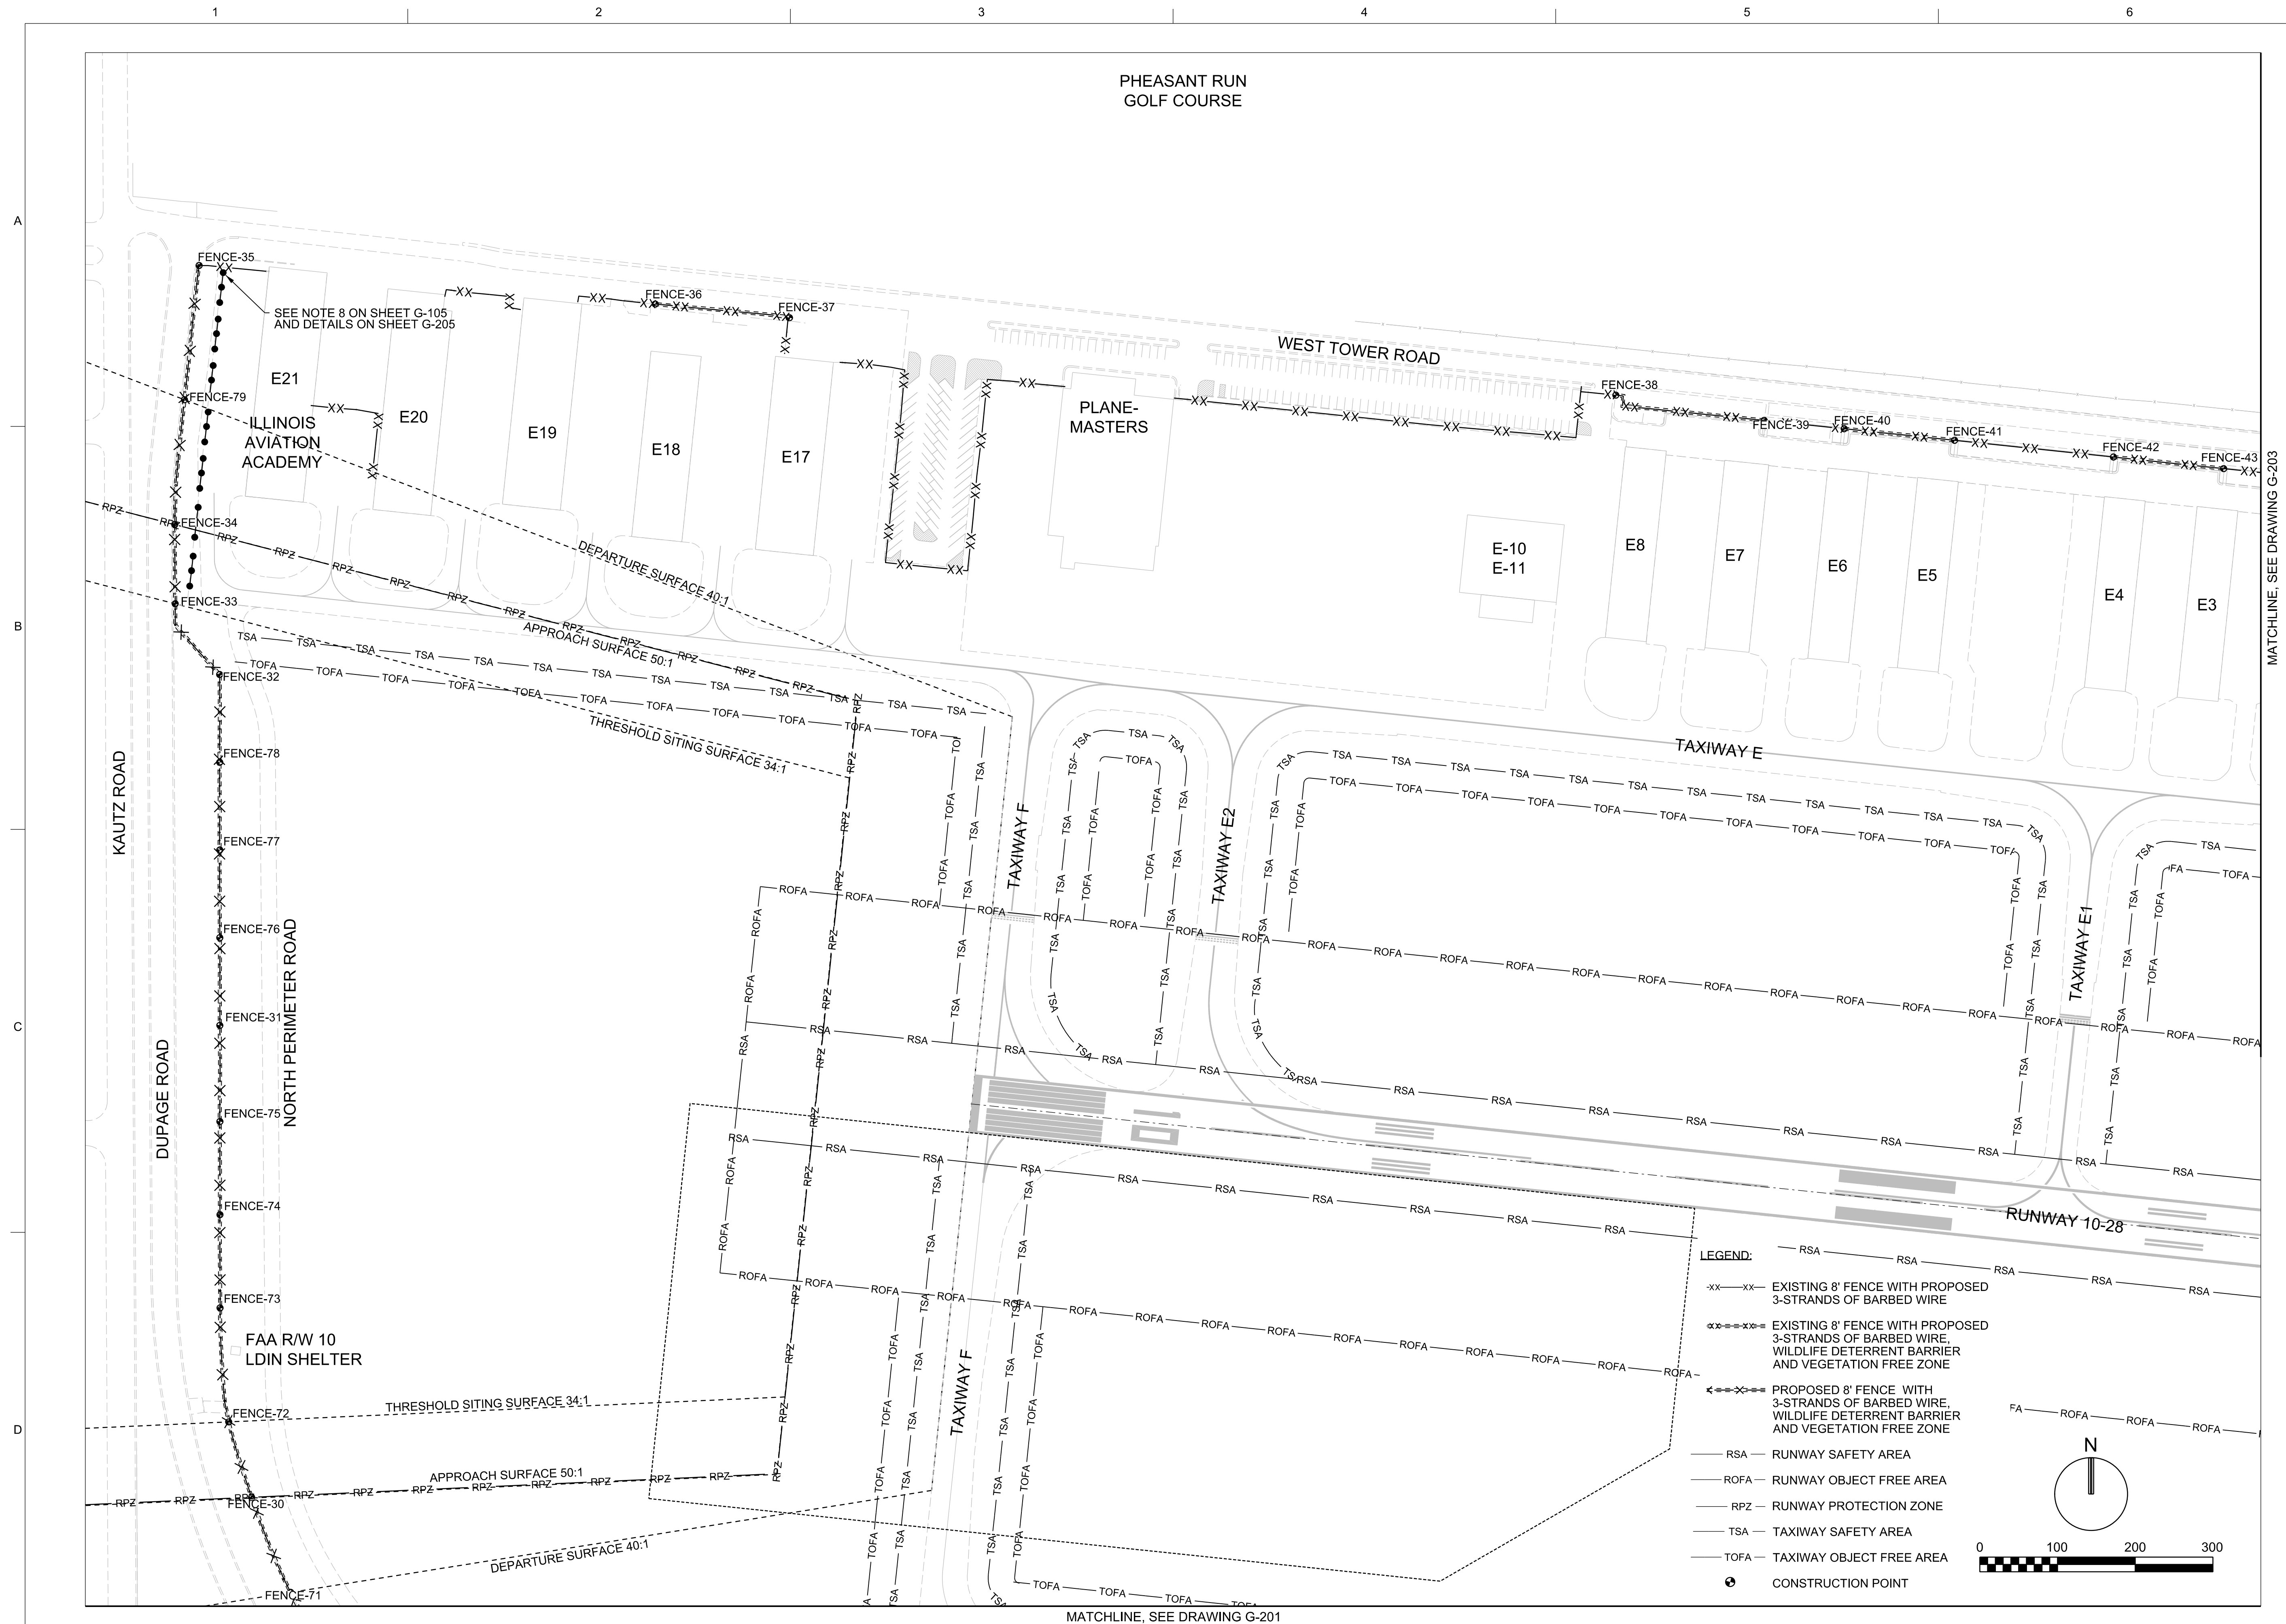 1
2
3
4
5
6
A
B
C
D
PHEASANT RUN
GOLF COURSE
FENCE-35
SEE NOTE 8 ON SHEET G-105
AND DETAILS ON SHEET G-205
FENCE-36
FENCE-37
WEST TOWER ROAD
FENCE-38
FENCE-39
FENCE-40
FENCE-41
FENCE-42
FENCE-43
E21
FENCE-79
ILLINOIS
AVIATION
ACADEMY
E20
E19
E18
E17
PLANE-
MASTERS
E-10
E-11
E8
E7
E6
E5
E4
E3
MATCHLINE, SEE DRAWING G-203
FENCE-34
DEPARTURE SURFACE 40:1
FENCE-33
APPROACH SURFACE 50:1
FENCE-32
THRESHOLD SITING SURFACE 34:1
FENCE-78
KAUTZ ROAD
FENCE-77
FENCE-76
FENCE-31
NORTH PERIMETER ROAD
DUPAGE ROAD
FENCE-75
FENCE-74
FENCE-73
FAA R/W 10
LDIN SHELTER
FENCE-72
THRESHOLD SITING SURFACE 34:1
APPROACH SURFACE 50:1
FENCE-30
DEPARTURE SURFACE 40:1
FENCE-71
TAXIWAY E
TAXIWAY F
TAXIWAY E2
TAXIWAY E1
RUNWAY 10-28
TAXIWAY F
RPZ
TSA
TOFA
ROFA
RSA
LEGEND:
XX XX EXISTING 8' FENCE WITH PROPOSED
3-STRANDS OF BARBED WIRE
XX XX EXISTING 8' FENCE WITH PROPOSED
3-STRANDS OF BARBED WIRE,
WILDLIFE DETERRENT BARRIER
AND VEGETATION FREE ZONE
X PROPOSED 8' FENCE WITH
3-STRANDS OF BARBED WIRE,
WILDLIFE DETERRENT BARRIER
AND VEGETATION FREE ZONE
RSA RUNWAY SAFETY AREA
ROFA RUNWAY OBJECT FREE AREA
RPZ RUNWAY PROTECTION ZONE
TSA TAXIWAY SAFETY AREA
TOFA TAXIWAY OBJECT FREE AREA
CONSTRUCTION POINT
N
0 100 200 300
MATCHLINE, SEE DRAWING G-201